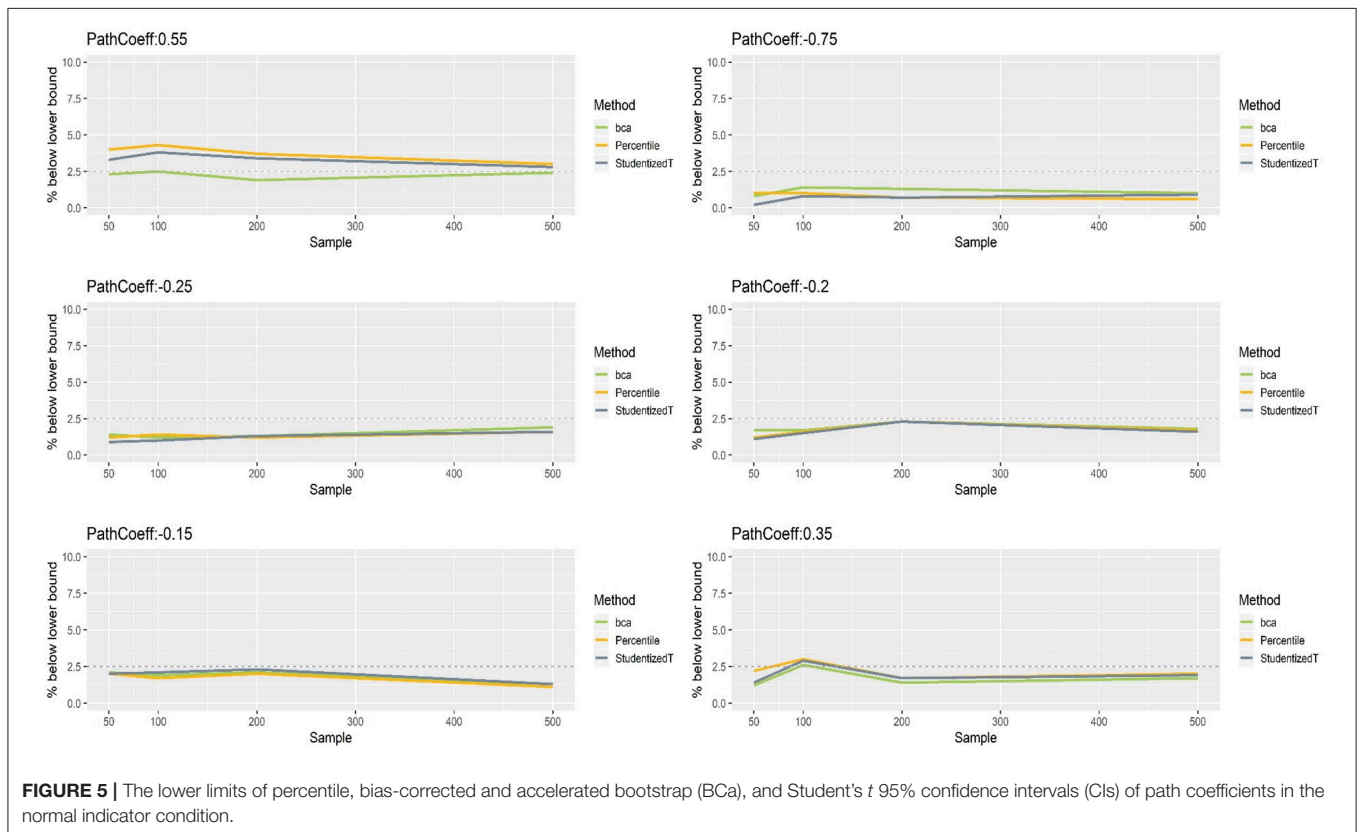 PathCoeff:0.55
10.0
7.5
5.0
2.5
0.0
% below lower bound
50 100 200 300 400 500
Sample
Method
bca
Percentile
StudentizedT
PathCoeff:-0.75
10.0
7.5
5.0
2.5
0.0
% below lower bound
50 100 200 300 400 500
Sample
Method
bca
Percentile
StudentizedT
PathCoeff:-0.25
10.0
7.5
5.0
2.5
0.0
% below lower bound
50 100 200 300 400 500
Sample
Method
bca
Percentile
StudentizedT
PathCoeff:-0.2
10.0
7.5
5.0
2.5
0.0
% below lower bound
50 100 200 300 400 500
Sample
Method
bca
Percentile
StudentizedT
PathCoeff:-0.15
10.0
7.5
5.0
2.5
0.0
% below lower bound
50 100 200 300 400 500
Sample
Method
bca
Percentile
StudentizedT
PathCoeff:0.35
10.0
7.5
5.0
2.5
0.0
% below lower bound
50 100 200 300 400 500
Sample
Method
bca
Percentile
StudentizedT
FIGURE 5 | The lower limits of percentile, bias-corrected and accelerated bootstrap (BCa), and Student's t 95% confidence intervals (CIs) of path coefficients in the
normal indicator condition.